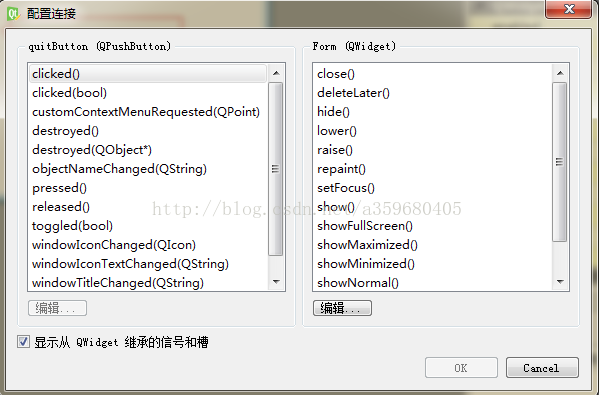 配置连接
quitButton (QPushButton)
clicked()
clicked(bool)
customContextMenuRequested(QPoint)
destroyed()
destroyed(QObject*)
objectNameChanged(QString)
pressed()
released()
toggled(bool)
windowIconChanged(QIcon)
windowIconTextChanged(QString)
windowTitleChanged(QString)
编辑...
Form (QWidget)
close()
deleteLater()
hide()
lower()
raise()
repaint()
setFocus()
show()
showFullScreen()
showMaximized()
showMinimized()
showNormal()
编辑...
http://blog.csdn.net/a359680405
显示从 QWidget 继承的信号和槽
OK
Cancel